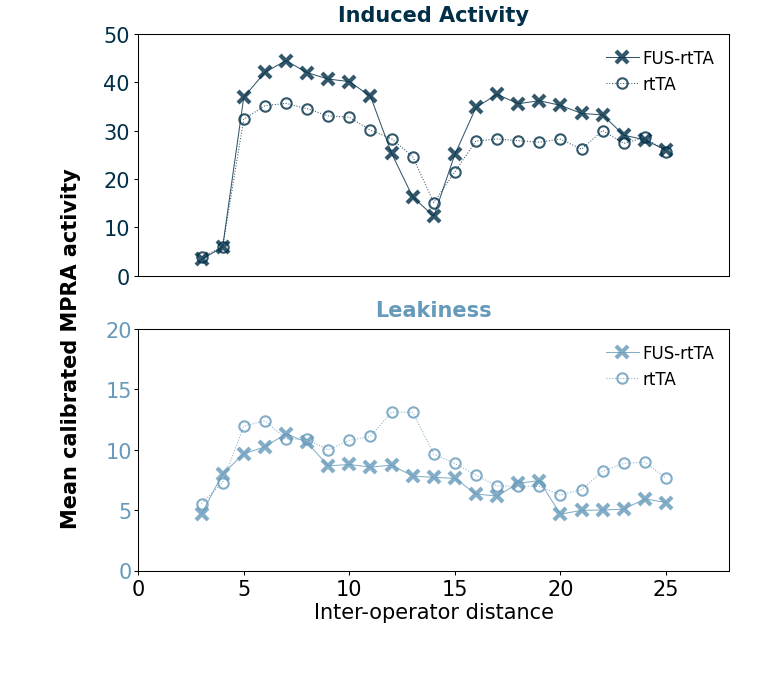 Induced Activity
50
40
30
20
10
0
FUS-rtTA
rtTA
Mean calibrated MPRA activity
Leakiness
20
15
10
5
0
FUS-rtTA
rtTA
0 5 10 15 20 25
Inter-operator distance